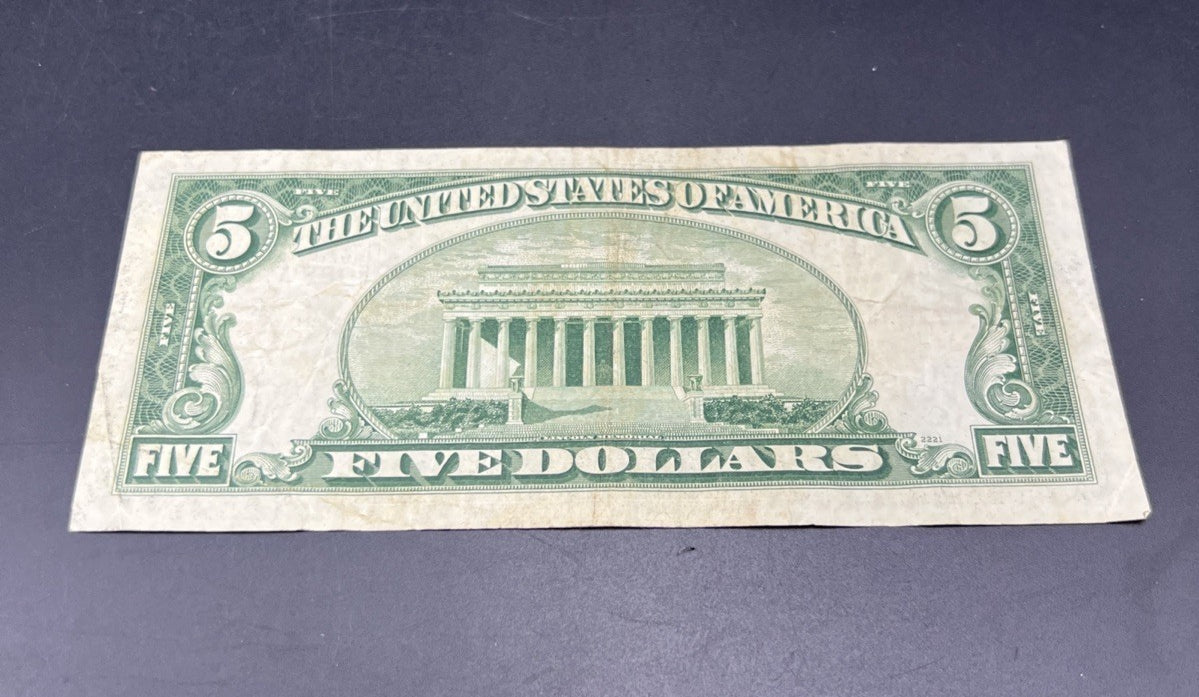 FIVE FIVE
5 THE UNITED STATES OF AMERICA 5
FIVE FIVE
LINCOLN MEMORIAL
2221
FIVE FIVE DOLLARS FIVE